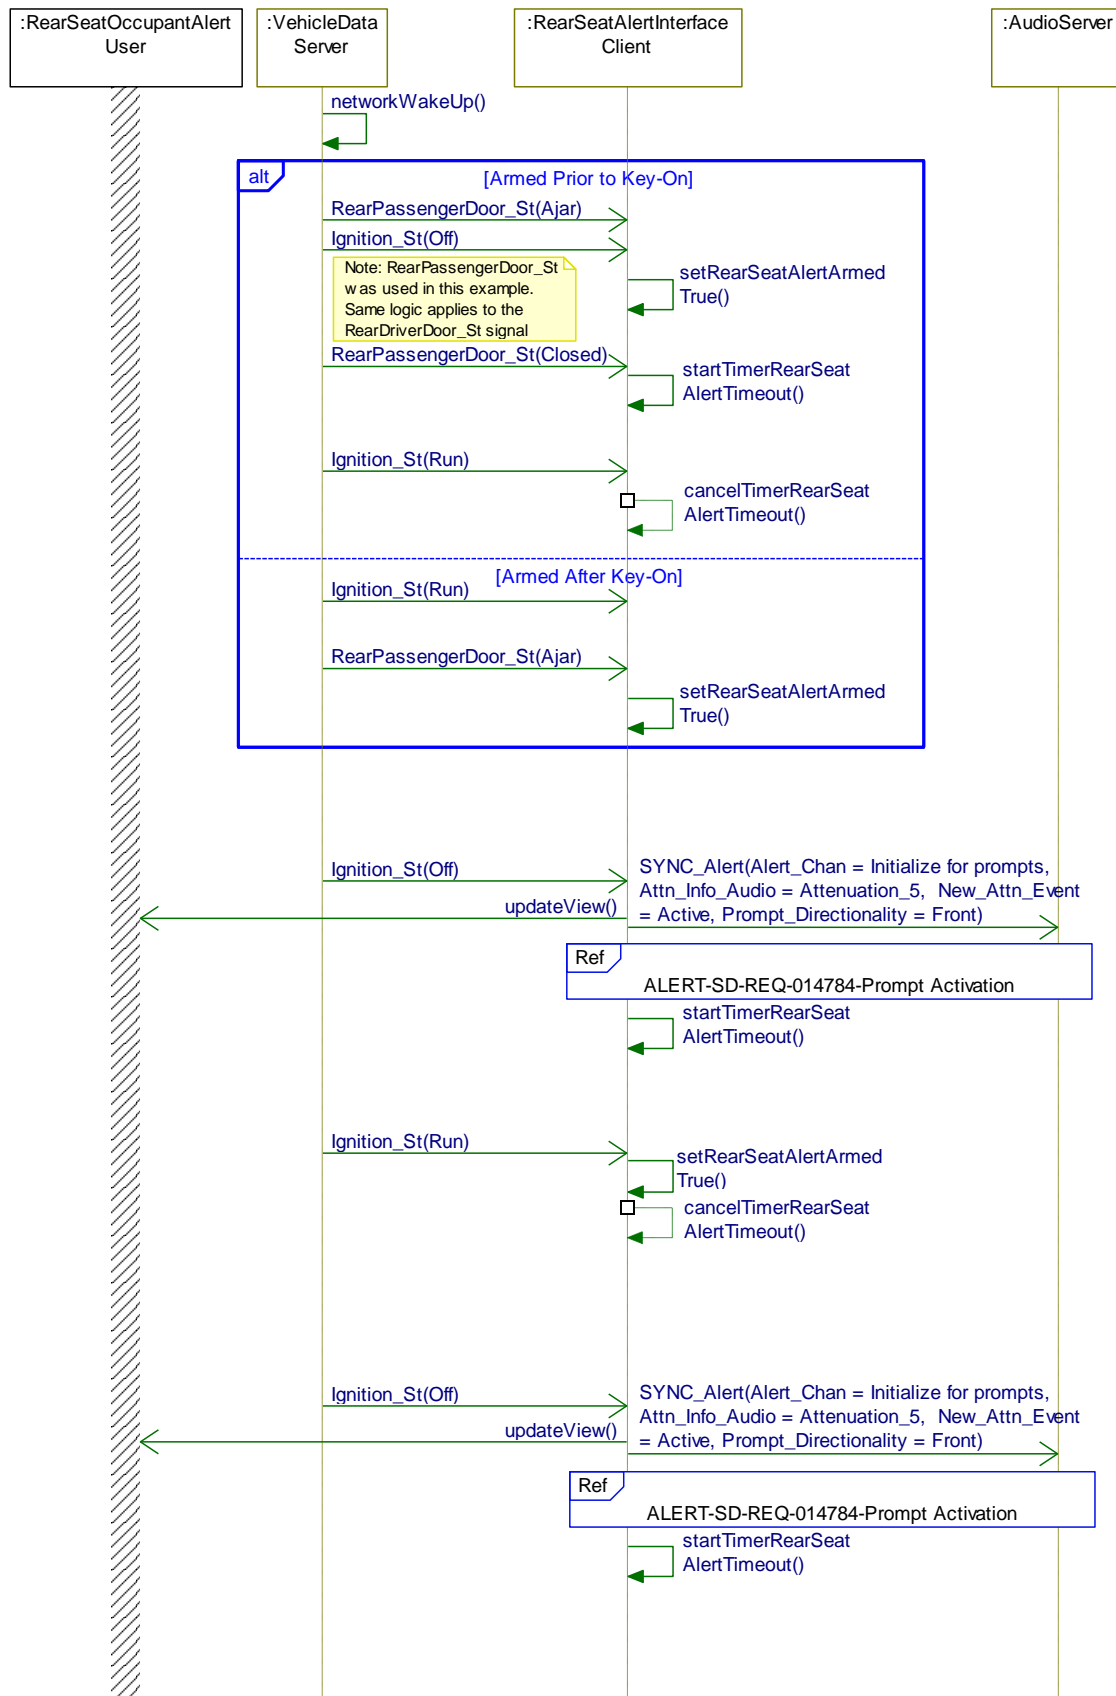 :RearSeatOccupantAlert
User
:VehicleData
Server
:RearSeatAlertInterface
Client
:AudioServer
networkWakeUp()
alt
[Armed Prior to Key-On]
RearPassengerDoor_St(Ajar)
Ignition_St(Off)
Note: RearPassengerDoor_St
was used in this example.
Same logic applies to the
RearDriverDoor_St signal
setRearSeatAlertArmed
True()
RearPassengerDoor_St(Closed)
startTimerRearSeat
AlertTimeout()
Ignition_St(Run)
cancelTimerRearSeat
AlertTimeout()
[Armed After Key-On]
Ignition_St(Run)
RearPassengerDoor_St(Ajar)
setRearSeatAlertArmed
True()
Ignition_St(Off)
SYNC_Alert(Alert_Chan = Initialize for prompts,
Attn_Info_Audio = Attenuation_5,  New_Attn_Event
= Active, Prompt_Directionality = Front)
updateView()
Ref
ALERT-SD-REQ-014784-Prompt Activation
startTimerRearSeat
AlertTimeout()
Ignition_St(Run)
setRearSeatAlertArmed
True()
cancelTimerRearSeat
AlertTimeout()
Ignition_St(Off)
SYNC_Alert(Alert_Chan = Initialize for prompts,
Attn_Info_Audio = Attenuation_5,  New_Attn_Event
= Active, Prompt_Directionality = Front)
updateView()
Ref
ALERT-SD-REQ-014784-Prompt Activation
startTimerRearSeat
AlertTimeout()